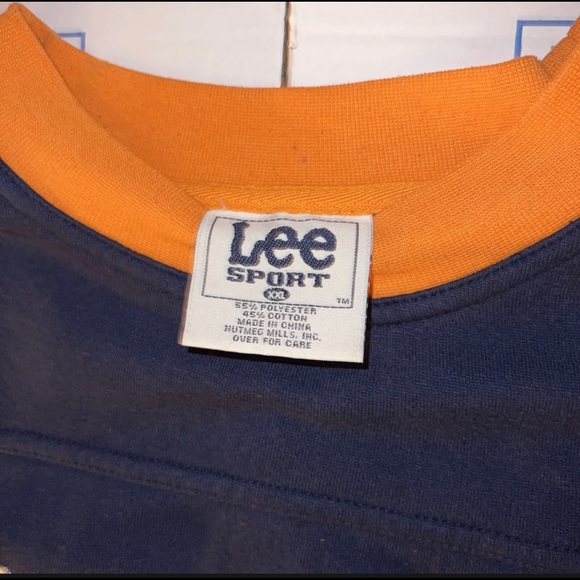 Lee
SPORT
XXL
TM
55% POLYESTER
45% COTTON
MADE IN CHINA
NUTMEG MILLS, INC.
OVER FOR CARE